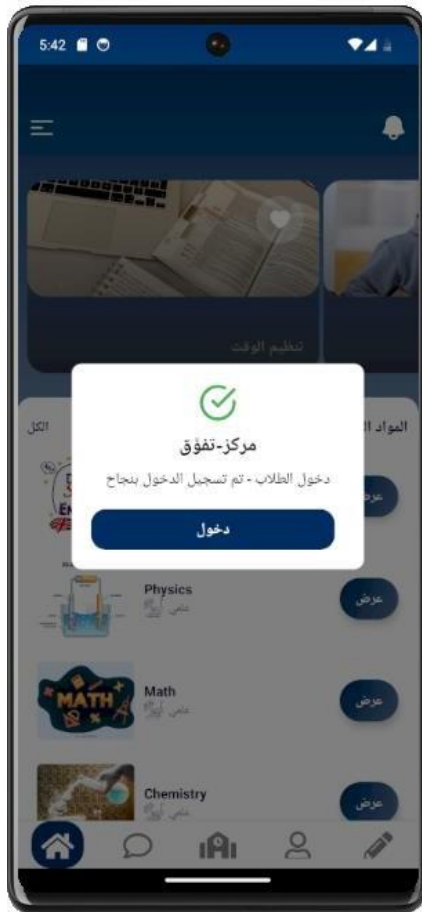 5:42
تنظيم الوقت
المواد ال
الكل
مركز-تفوُّق
دخول الطلاب - تم تسجيل الدخول بنجاح
دخول
عرض
Physics
علمي
عرض
MATH
Math
علمي
عرض
Chemistry
علمي
عرض